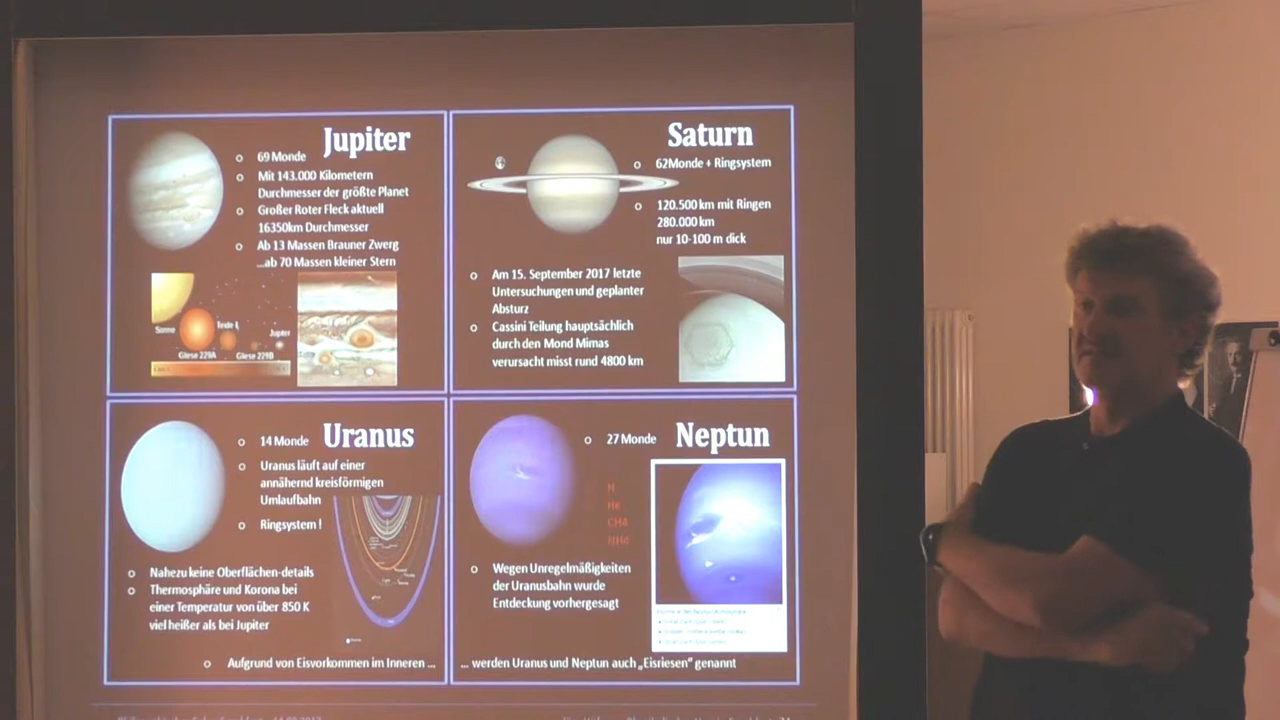 Jupiter
69 Monde
Mit 143.000 Kilometern
Durchmesser der größte Planet
Großer Roter Fleck aktuell
16350km Durchmesser
Ab 13 Massen Brauner Zwerg
...ab 70 Massen kleiner Stern
Sonne
Teide 1
Jupiter
Gliese 229A
Gliese 229B
Saturn
62Monde + Ringsystem
120.500 km mit Ringen
280.000 km
nur 10-100 m dick
Am 15. September 2017 letzte
Untersuchungen und geplanter
Absturz
Cassini Teilung hauptsächlich
durch den Mond Mimas
verursacht misst rund 4800 km
Uranus
14 Monde
Uranus läuft auf einer
annähernd kreisförmigen
Umlaufbahn
Ringsystem !
Nahezu keine Oberflächen-details
Thermosphäre und Korona bei
einer Temperatur von über 850 K
viel heißer als bei Jupiter
Aufgrund von Eisvorkommen im Inneren ...
Neptun
27 Monde
H
He
CH4
Wegen Unregelmäßigkeiten
der Uranusbahn wurde
Entdeckung vorhergesagt
... werden Uranus und Neptun auch „Eisriesen" genannt